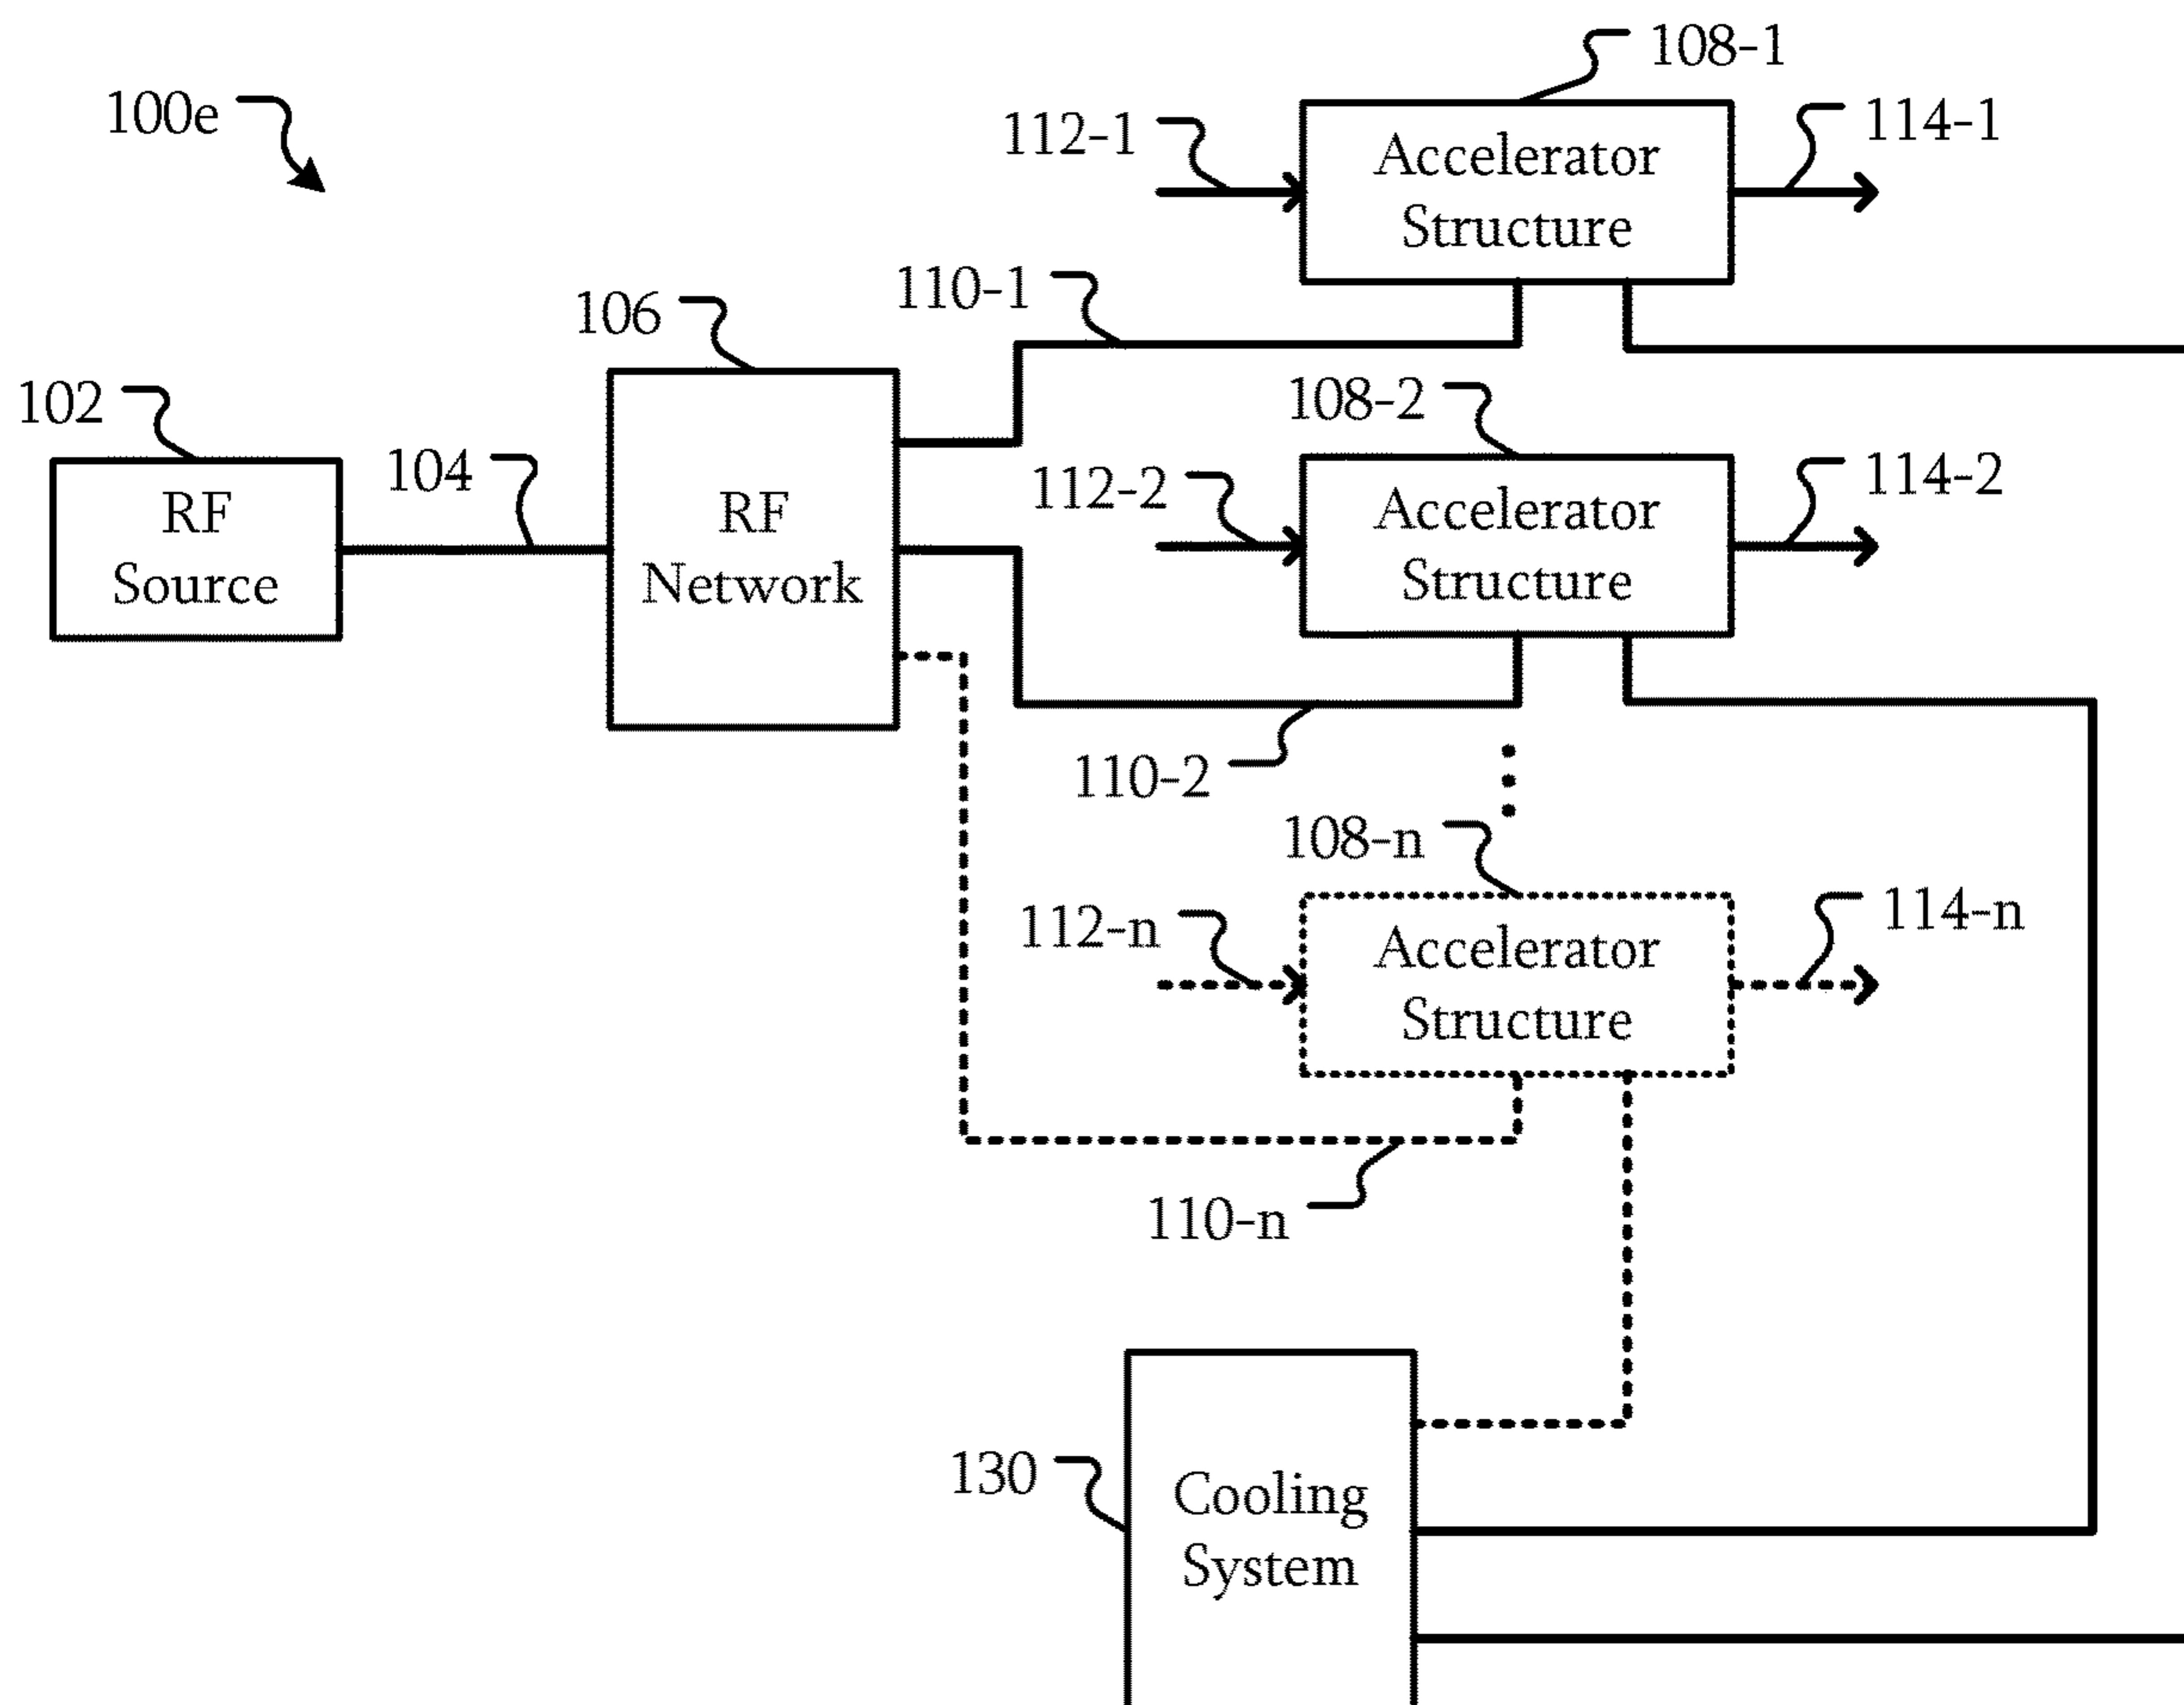 108-1
100e
112-1
Accelerator
Structure
114-1
110-1
106
102
104
RF
Source
RF
Network
108-2
112-2
Accelerator
Structure
114-2
110-2
108-n
112-n
Accelerator
Structure
114-n
110-n
130
Cooling
System